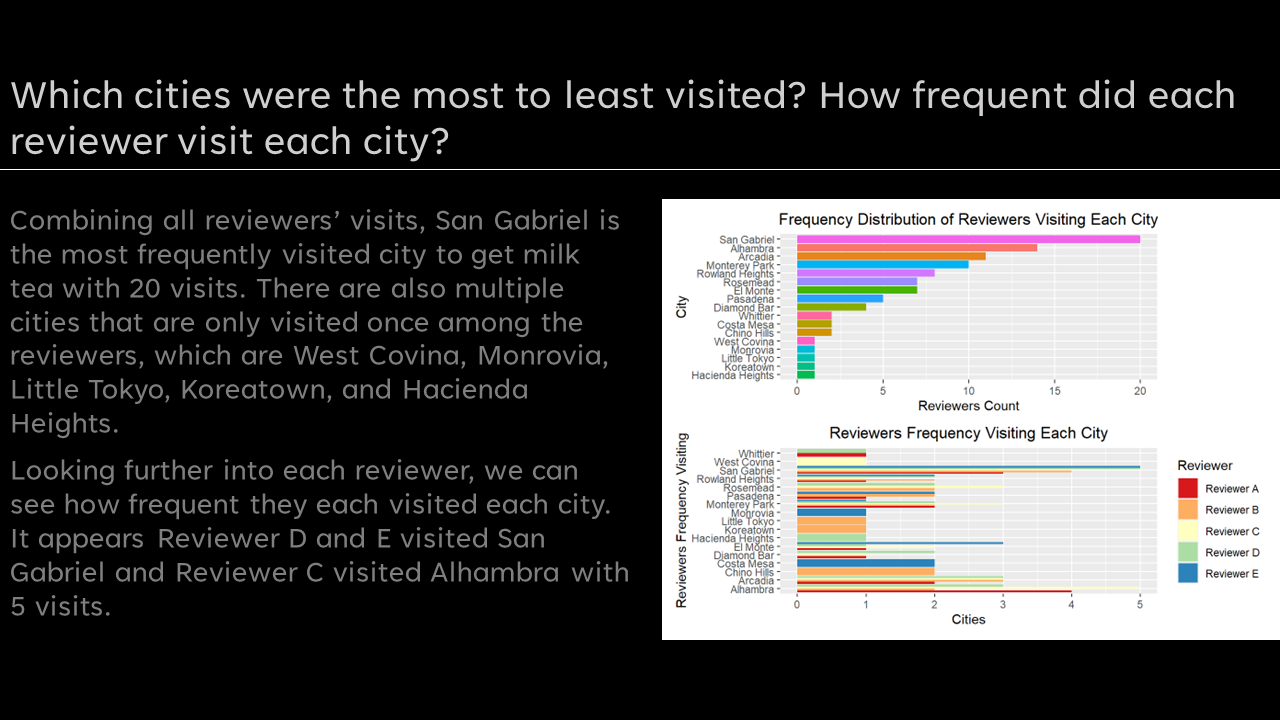 Which cities were the most to least visited? How frequent did each
reviewer visit each city?
Combining all reviewers’ visits, San Gabriel is
the most frequently visited city to get milk
tea with 20 visits. There are also multiple
cities that are only visited once among the
reviewers, which are West Covina, Monrovia,
Little Tokyo, Koreatown, and Hacienda
Heights.
Looking further into each reviewer, we can
see how frequent they each visited each city.
It appears Reviewer D and E visited San
Gabriel and Reviewer C visited Alhambra with
5 visits.
Frequency Distribution of Reviewers Visiting Each City
City
San Gabriel
Alhambra
Arcadia
Monterey Park
Rowland Heights
Rosemead
El Monte
Pasadena
Diamond Bar
Whittier
Costa Mesa
Chino Hills
West Covina
Monrovia
Little Tokyo
Koreatown
Hacienda Heights
0 5 10 15 20
Reviewers Count
Reviewers Frequency Visiting Each City
Reviewers Frequency Visiting
Whittier
West Covina
San Gabriel
Rowland Heights
Rosemead
Pasadena
Monterey Park
Monrovia
Little Tokyo
Koreatown
Hacienda Heights
El Monte
Diamond Bar
Costa Mesa
Chino Hills
Arcadia
Alhambra
0 1 2 3 4 5
Cities
Reviewer
Reviewer A
Reviewer B
Reviewer C
Reviewer D
Reviewer E